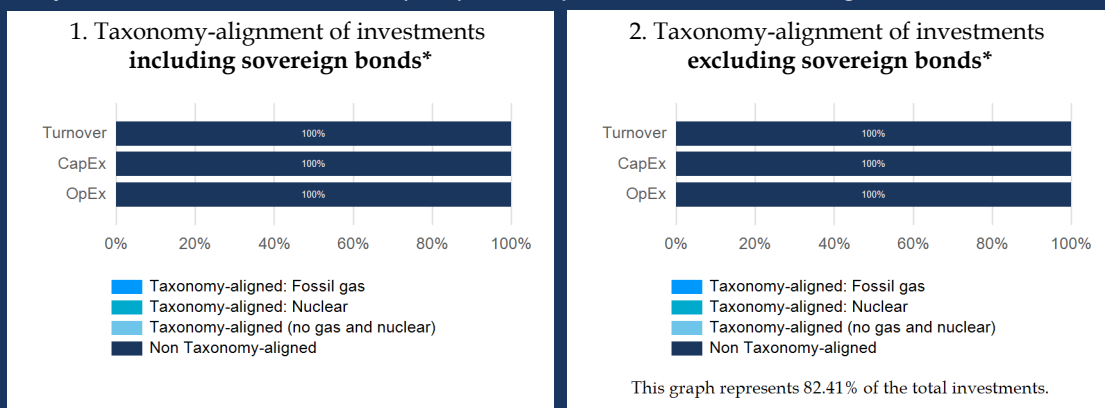 1. Taxonomy-alignment of investments
including sovereign bonds*
Turnover 100%
CapEx 100%
OpEx 100%
0% 20% 40% 60% 80% 100%
Taxonomy-aligned: Fossil gas
Taxonomy-aligned: Nuclear
Taxonomy-aligned (no gas and nuclear)
Non Taxonomy-aligned
2. Taxonomy-alignment of investments
excluding sovereign bonds*
Turnover 100%
CapEx 100%
OpEx 100%
0% 20% 40% 60% 80% 100%
Taxonomy-aligned: Fossil gas
Taxonomy-aligned: Nuclear
Taxonomy-aligned (no gas and nuclear)
Non Taxonomy-aligned
This graph represents 82.41% of the total investments.